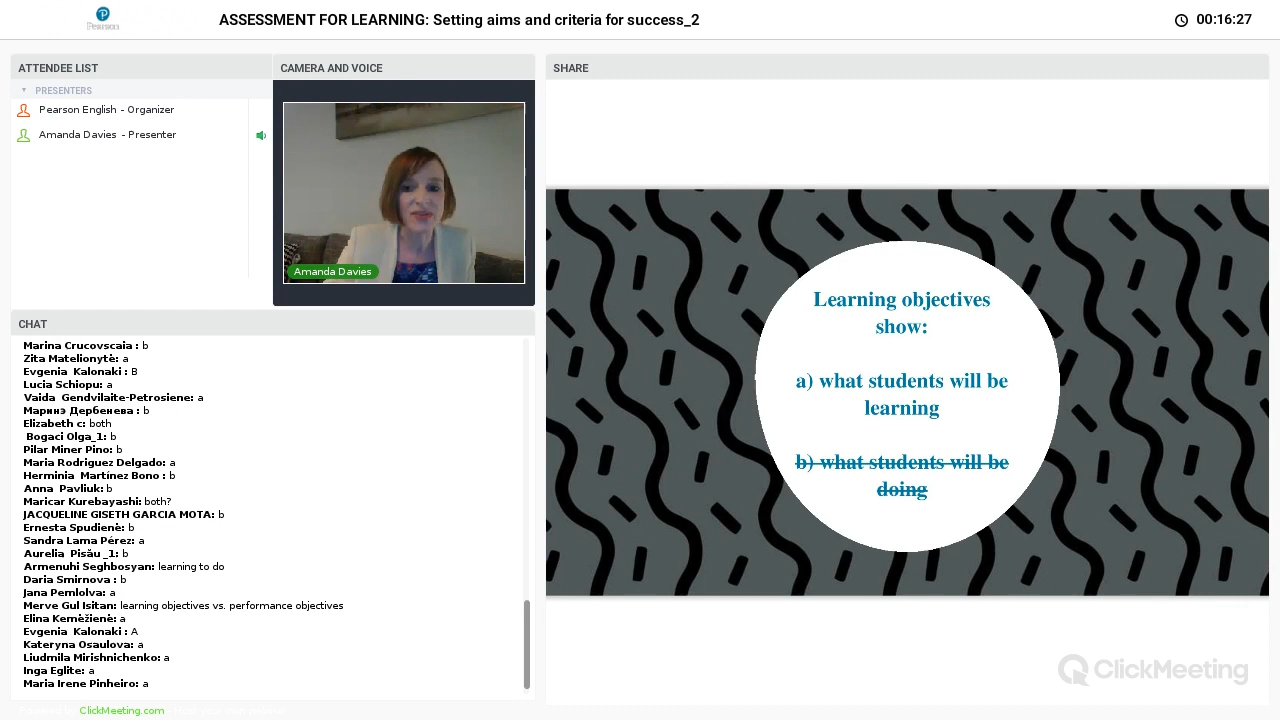 Pearson
ASSESSMENT FOR LEARNING: Setting aims and criteria for success_2
00:16:27
ATTENDEE LIST
PRESENTERS
Pearson English - Organizer
Amanda Davies - Presenter
CAMERA AND VOICE
Amanda Davies
CHAT
Marina Crucovscaia : b
Zita Matelionytė: a
Evgenia Kalonaki : B
Lucia Schiopu: a
Vaida Gendvilaite-Petrosiene: a
Маринэ Дербенева : b
Elizabeth c: both
Bogaci Olga_1: b
Pilar Miner Pino: b
Maria Rodriguez Delgado: a
Herminia Martínez Bono : b
Anna Pavliuk: b
Maricar Kurebayashi: both?
JACQUELINE GISETH GARCIA MOTA: b
Ernesta Spudienė: b
Sandra Lama Pérez: a
Aurelia Pisău _1: b
Armenuhi Seghbosyan: learning to do
Daria Smirnova : b
Jana Pemlolva: a
Merve Gul Isitan: learning objectives vs. performance objectives
Elina Kemėžienė: a
Evgenia Kalonaki : A
Kateryna Osaulova: a
Liudmila Mirishnichenko: a
Inga Eglite: a
Maria Irene Pinheiro: a
ClickMeeting.com
SHARE
Learning objectives
show:
a) what students will be
learning
b) what students will be
doing
ClickMeeting